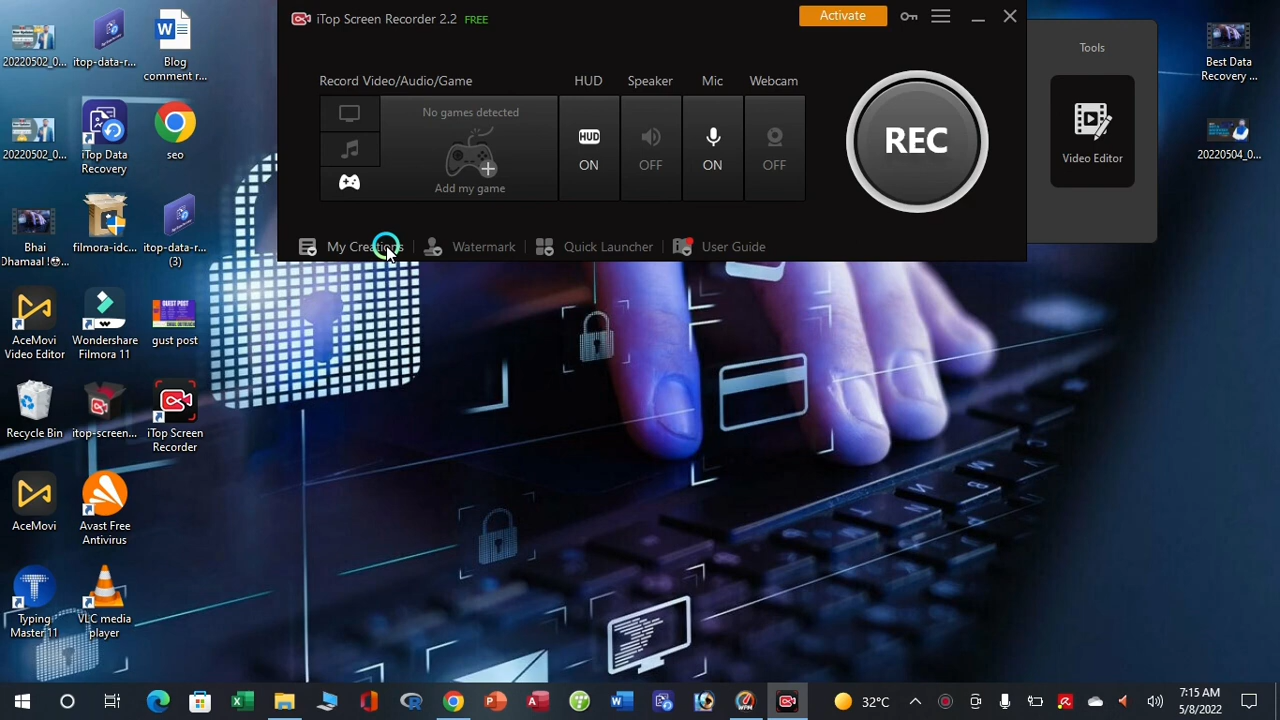 iTop Screen Recorder 2.2 FREE
Activate
Record Video/Audio/Game
HUD
Speaker
Mic
Webcam
No games detected
Add my game
HUD
ON
OFF
ON
OFF
REC
Tools
Video Editor
My Creations
Watermark
Quick Launcher
User Guide
20220502_0...
itop-data-r...
Blog
comment r...
20220502_0...
iTop Data
Recovery
seo
Bhai
Dhamaal !...
filmora-idc...
itop-data-r...
(3)
AceMovi
Video Editor
Wondershare
Filmora 11
gust post
Recycle Bin
itop-screen...
iTop Screen
Recorder
AceMovi
Avast Free
Antivirus
Typing
Master 11
VLC media
player
Best Data
Recovery ...
20220504_0...
32°C
7:15 AM
5/8/2022